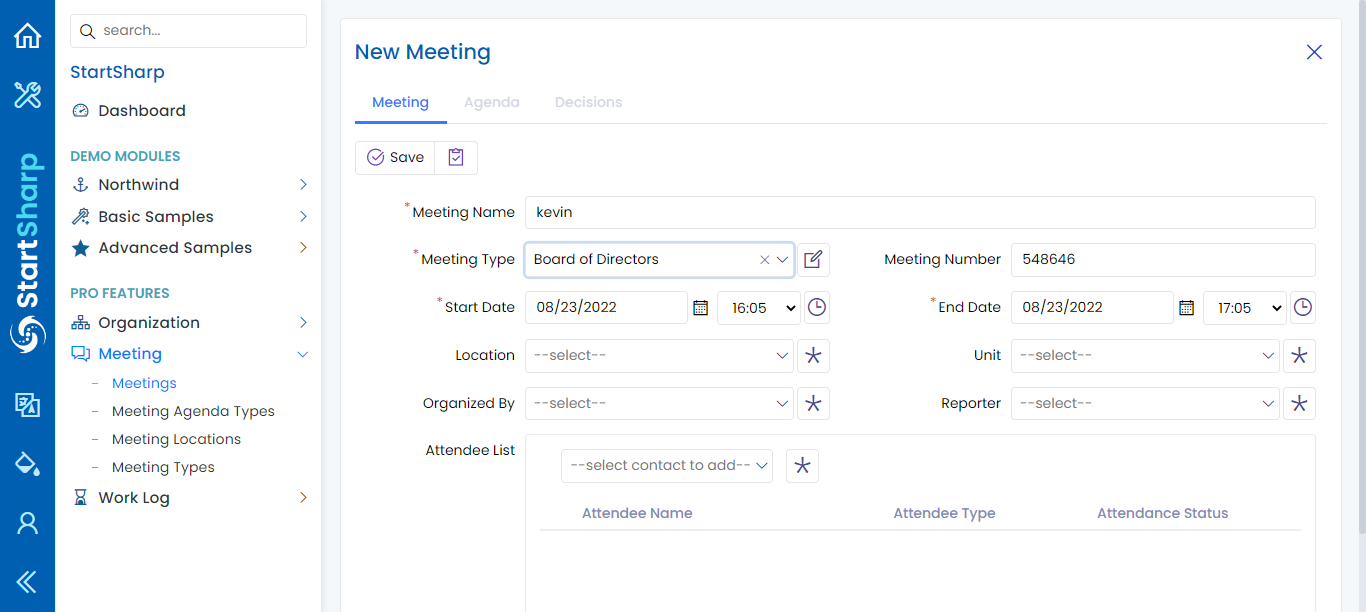 search...
StartSharp
Dashboard
DEMO MODULES
Northwind
Basic Samples
Advanced Samples
PRO FEATURES
Organization
Meeting
Meetings
Meeting Agenda Types
Meeting Locations
Meeting Types
Work Log
StartSharp
New Meeting
Meeting Agenda Decisions
Save
*Meeting Name kevin
*Meeting Type Board of Directors Meeting Number 548646
*Start Date 08/23/2022 16:05 *End Date 08/23/2022 17:05
Location --select-- Unit --select--
Organized By --select-- Reporter --select--
Attendee List --select contact to add--
Attendee Name Attendee Type Attendance Status